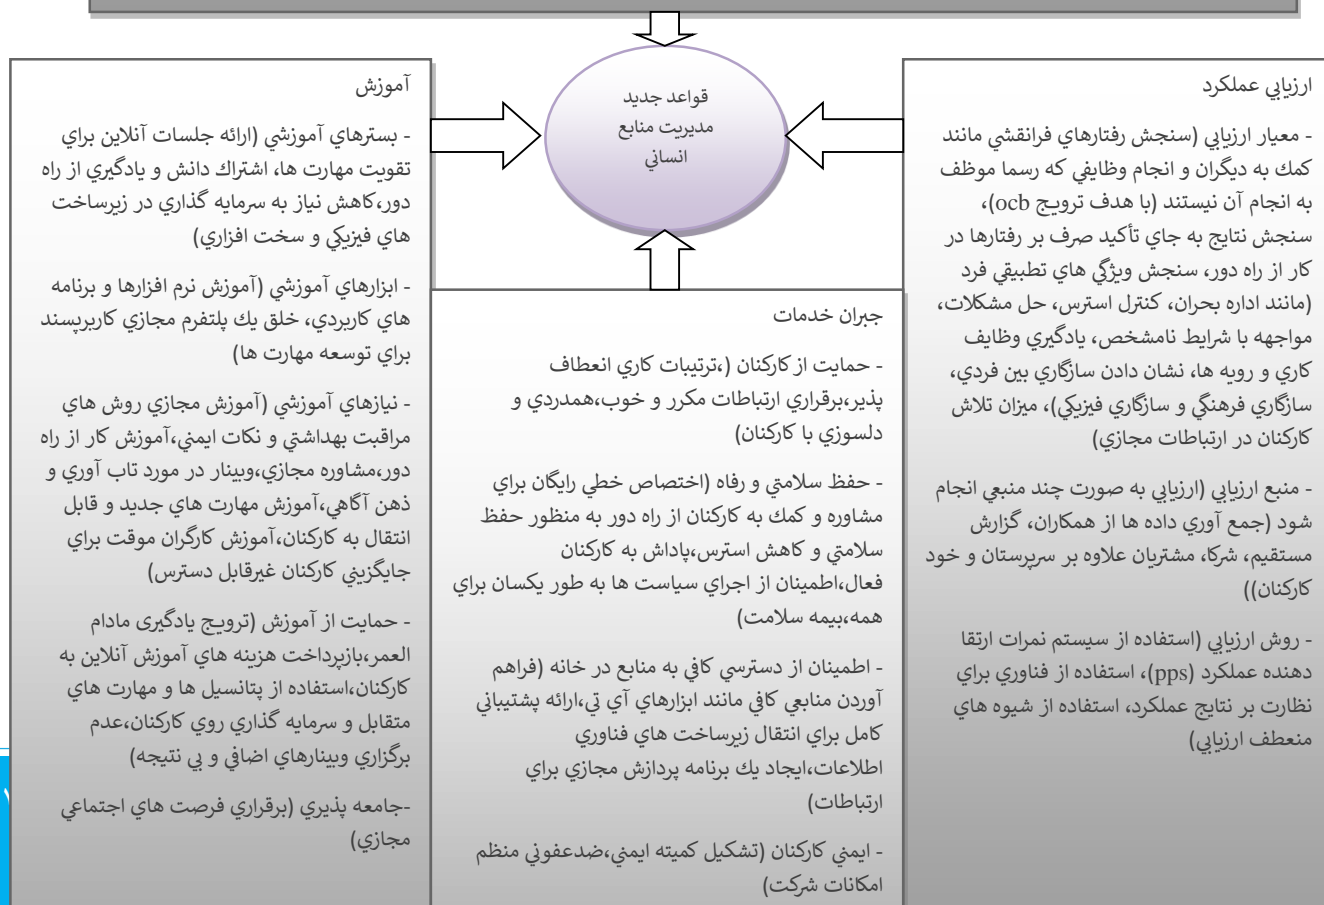 قواعد جديد
مديريت منابع
انساني
ارزيابي عملكرد
- معيار ارزيابي (سنجش رفتارهاي فرانقشي مانند
كمك به ديگران و انجام وظايفي كه رسما موظف
به انجام آن نيستند (با هدف ترويج ocb)،
سنجش نتايج به جاي تأكيد صرف بر رفتارها در
كار از راه دور، سنجش ويژگي هاي تطبيقي فرد
(مانند اداره بحران، كنترل استرس، حل مشكلات،
مواجهه با شرايط نامشخص، يادگيري وظايف
كاري و رويه ها، نشان دادن سازگاري بين فردي،
سازگاري فرهنگي و سازگاري فيزيكي)، ميزان تلاش
كاركنان در ارتباطات مجازي)
- منبع ارزيابي (ارزيابي به صورت چند منبعي انجام
شود (جمع آوري داده ها از همكاران، گزارش
مستقيم، شركا، مشتريان علاوه بر سرپرستان و خود
كاركنان))
- روش ارزيابي (استفاده از سيستم نمرات ارتقا
دهنده عملكرد (pps)، استفاده از فناوري براي
نظارت بر نتايج عملكرد، استفاده از شيوه هاي
منعطف ارزيابي)
جبران خدمات
- حمايت از كاركنان (،ترتيبات كاري انعطاف
پذير،برقراري ارتباطات مكرر و خوب،همدردي و
دلسوزي با كاركنان)
- حفظ سلامتي و رفاه (اختصاص خطي رايگان براي
مشاوره و كمك به كاركنان از راه دور به منظور حفظ
سلامتي و كاهش استرس،پاداش به كاركنان
فعال،اطمينان از اجراي سياست ها به طور يكسان براي
همه،بيمه سلامت)
- اطمينان از دسترسي كافي به منابع در خانه (فراهم
آوردن منابعي كافي مانند ابزارهاي آي تي،ارائه پشتيباني
كامل براي انتقال زيرساخت هاي فناوري
اطلاعات،ايجاد يك برنامه پردازش مجازي براي
ارتباطات)
- ايمني كاركنان (تشكيل كميته ايمني،ضدعفوني منظم
امكانات شركت)
آموزش
- بسترهاي آموزشي (ارائه جلسات آنلاين براي
تقويت مهارت ها، اشتراك دانش و يادگيري از راه
دور،كاهش نياز به سرمايه گذاري در زيرساخت
هاي فيزيكي و سخت افزاري)
- ابزارهاي آموزشي (آموزش نرم افزارها و برنامه
هاي كاربردي، خلق يك پلتفرم مجازي كاربرپسند
براي توسعه مهارت ها)
- نيازهاي آموزشي (آموزش مجازي روش هاي
مراقبت بهداشتي و نكات ايمني،آموزش كار از راه
دور،مشاوره مجازي،وبينار در مورد تاب آوري و
ذهن آگاهي،آموزش مهارت هاي جديد و قابل
انتقال به كاركنان،آموزش كارگران موقت براي
جايگزيني كاركنان غيرقابل دسترس)
- حمايت از آموزش (ترويج یادگیری مادام
العمر،بازپرداخت هزينه هاي آموزش آنلاين به
كاركنان،استفاده از پتانسيل ها و مهارت هاي
متقابل و سرمايه گذاري روي كاركنان،عدم
برگزاري وبينارهاي اضافي و بي نتيجه)
-جامعه پذيري (برقراري فرصت هاي اجتماعي
مجازي)